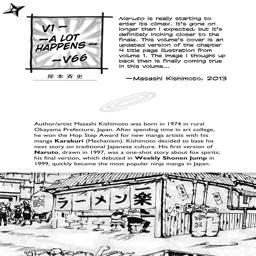 V1—
—A LOT
HAPPENS—
—V66
岸本斉史
Naruto is really starting to
enter its climax. It's gone on
longer than I expected, but it's
definitely inching closer to the
finale. This volume's cover is an
updated version of the chapter
4 title page illustration from
volume 1. The image I thought up
back then is finally coming true
in this volume...
—Masashi Kishimoto, 2013
Author/artist Masashi Kishimoto was born in 1974 in rural
Okayama Prefecture, Japan. After spending time in art college,
he won the Hop Step Award for new manga artists with his
manga Karakuri (Mechanism). Kishimoto decided to base his
next story on traditional Japanese culture. His first version of
Naruto, drawn in 1997, was a one-shot story about fox spirits;
his final version, which debuted in Weekly Shonen Jump in
1999, quickly became the most popular ninja manga in Japan.
ラーメン楽